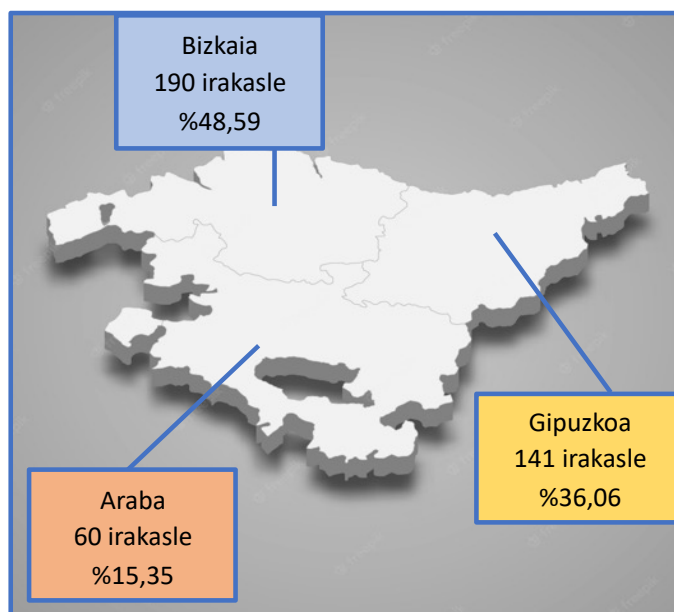 Bizkaia
190 irakasle
%48,59
Gipuzkoa
141 irakasle
%36,06
Araba
60 irakasle
%15,35